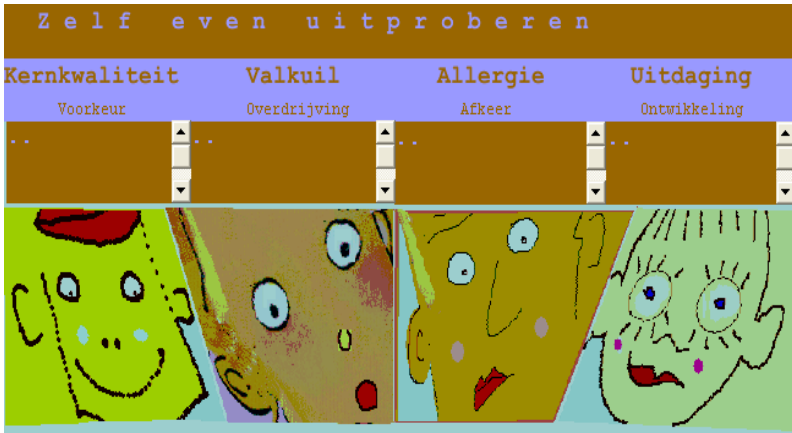 Zelf even uitproberen
Kernkwaliteit Valkuil Allergie Uitdaging
Voorkeur Overdrijving Afkeer Ontwikkeling
.. .. .. ..